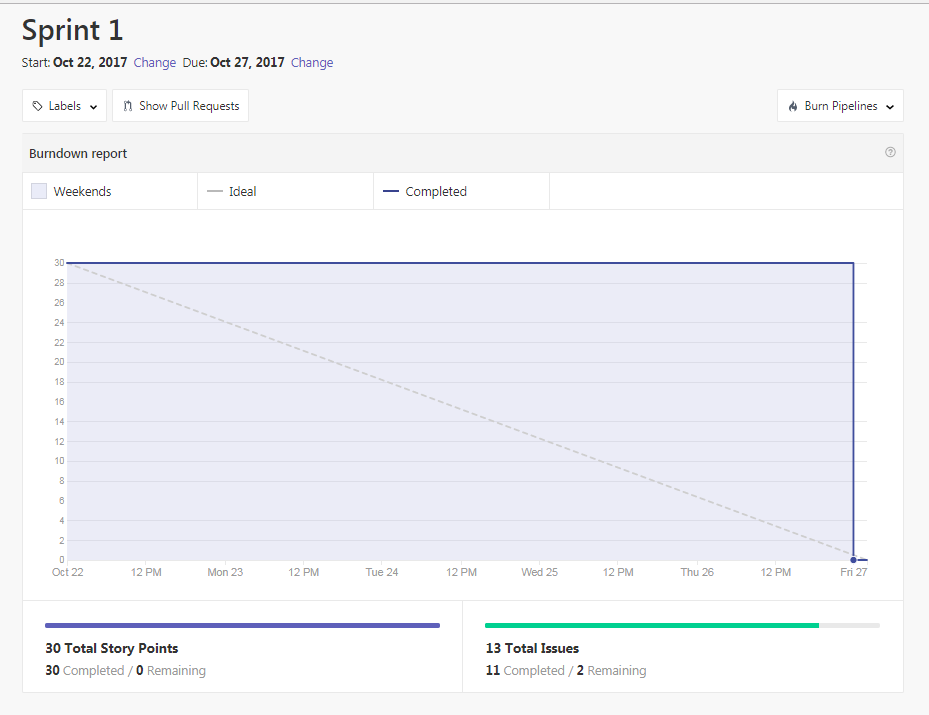 Sprint 1
Start: Oct 22, 2017 Change Due: Oct 27, 2017 Change
Labels Show Pull Requests Burn Pipelines
Burndown report
Weekends Ideal Completed
30
28
26
24
22
20
18
16
14
12
10
8
6
4
2
0
Oct 22 12 PM Mon 23 12 PM Tue 24 12 PM Wed 25 12 PM Thu 26 12 PM Fri 27
30 Total Story Points
30 Completed / 0 Remaining
13 Total Issues
11 Completed / 2 Remaining